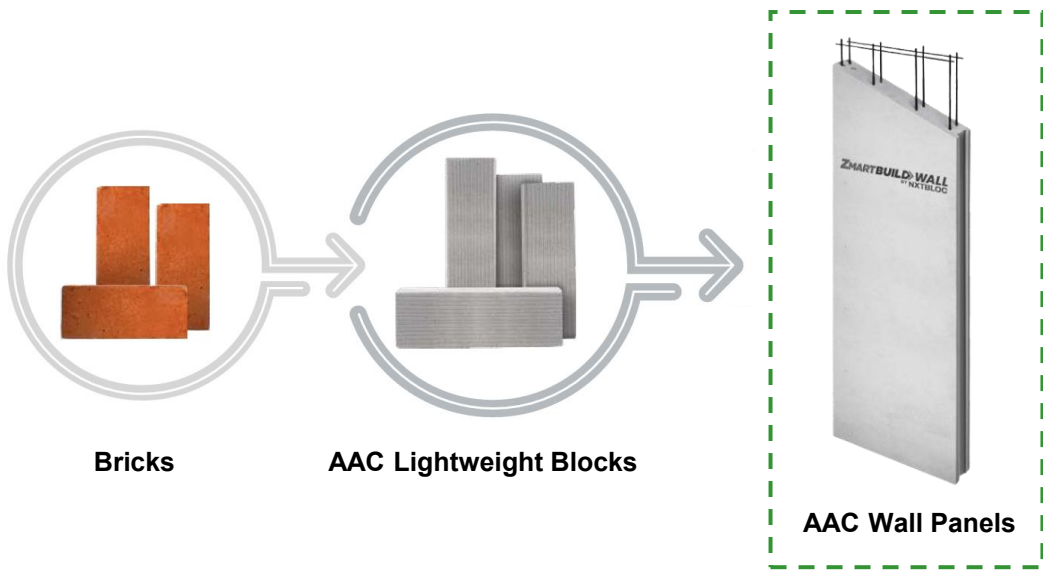 ZMARTBUILD WALL
BY NXTBLOC
Bricks
AAC Lightweight Blocks
AAC Wall Panels